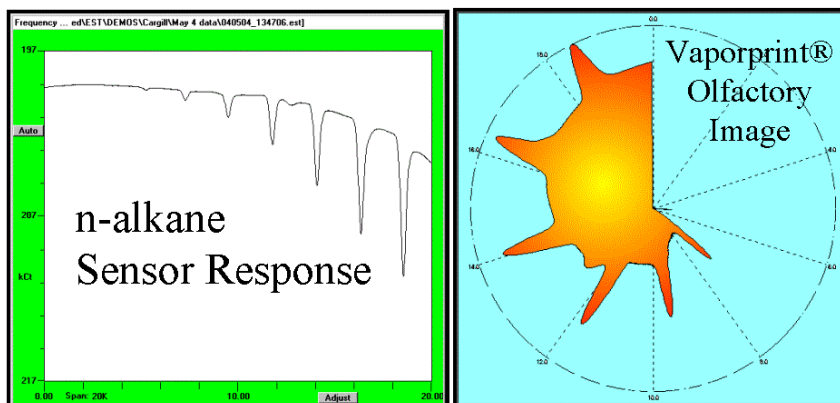 Frequency ... ed\EST\DEMOS\Cargill\May 4 data\040504_134706.est]
197
Auto
207
kCt
217
n-alkane
Sensor Response
0.00
Span: 20K
10.00
Adjust
20.00
Vaporprint®
Olfactory
Image
0.0
4.0
6.0
8.0
10.0
12.0
14.0
16.0
18.0